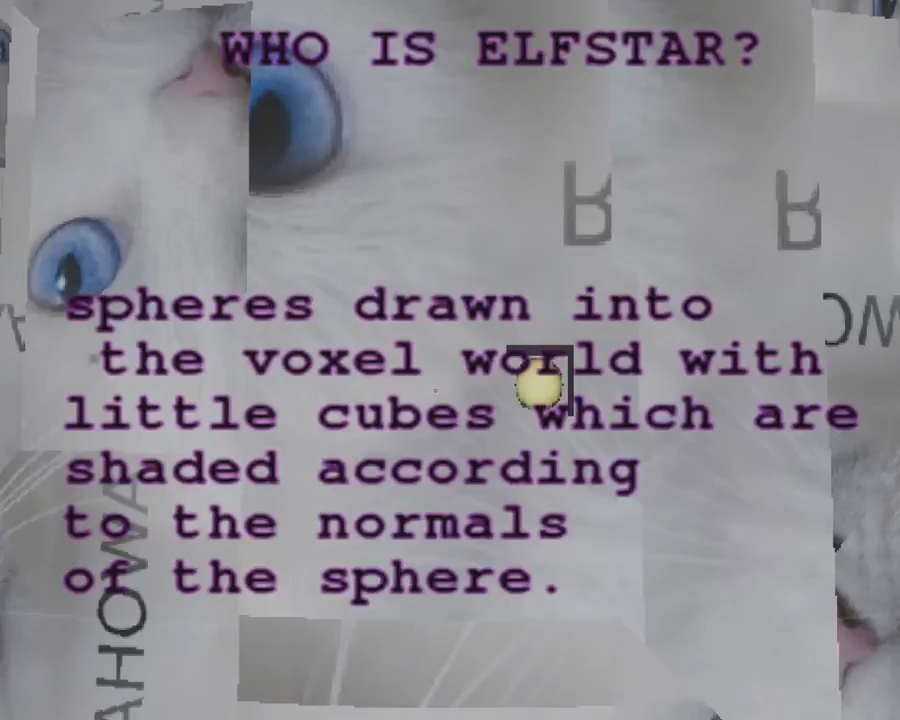 WHO IS ELFSTAR?
R R
spheres drawn into
the voxel world with
little cubes which are
shaded according
to the normals
of the sphere.